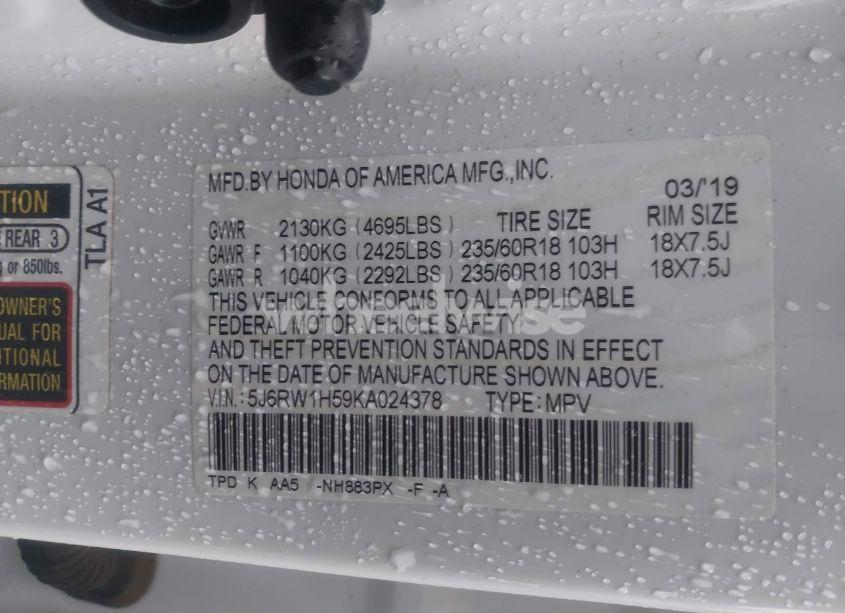 MFD.BY HONDA OF AMERICA MFG.,INC.
03/'19
GVWR 2130KG (4695LBS) TIRE SIZE RIM SIZE
GAWR F 1100KG (2425LBS) 235/60R18 103H 18X7.5J
GAWR R 1040KG (2292LBS) 235/60R18 103H 18X7.5J
THIS VEHICLE CONFORMS TO ALL APPLICABLE
FEDERAL MOTOR VEHICLE SAFETY
AND THEFT PREVENTION STANDARDS IN EFFECT
ON THE DATE OF MANUFACTURE SHOWN ABOVE.
VIN.:5J6RW1H59KA024378 TYPE:MPV
TPD K AA5 -NH883PX -F -A
TION
REAR 3
or 850lbs.
OWNER'S
UAL FOR
ITIONAL
RMATION
TLA A1